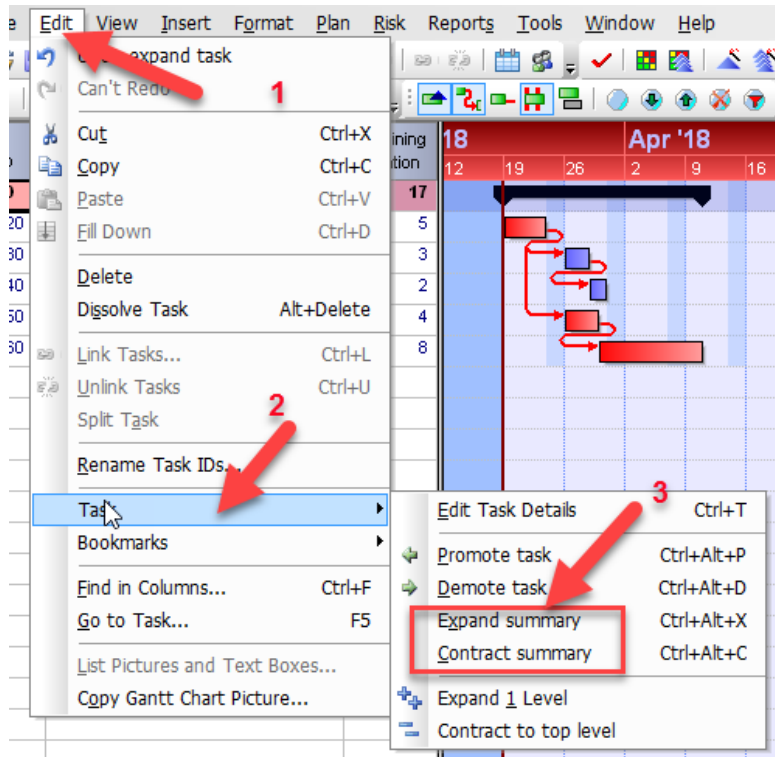 Edit View Insert Format Plan Risk Reports Tools Window Help
expand task
1
Can't Redo
Cut Ctrl+X
Copy Ctrl+C
Paste Ctrl+V
Fill Down Ctrl+D
Delete
Dissolve Task Alt+Delete
Link Tasks... Ctrl+L
Unlink Tasks Ctrl+U
Split Task
2
Rename Task IDs...
Task
Bookmarks
Find in Columns... Ctrl+F
Go to Task... F5
List Pictures and Text Boxes...
Copy Gantt Chart Picture...
18 Apr '18
12 19 26 2 9 16
17
5
3
2
4
8
3
Edit Task Details Ctrl+T
Promote task Ctrl+Alt+P
Demote task Ctrl+Alt+D
Expand summary Ctrl+Alt+X
Contract summary Ctrl+Alt+C
Expand 1 Level
Contract to top level